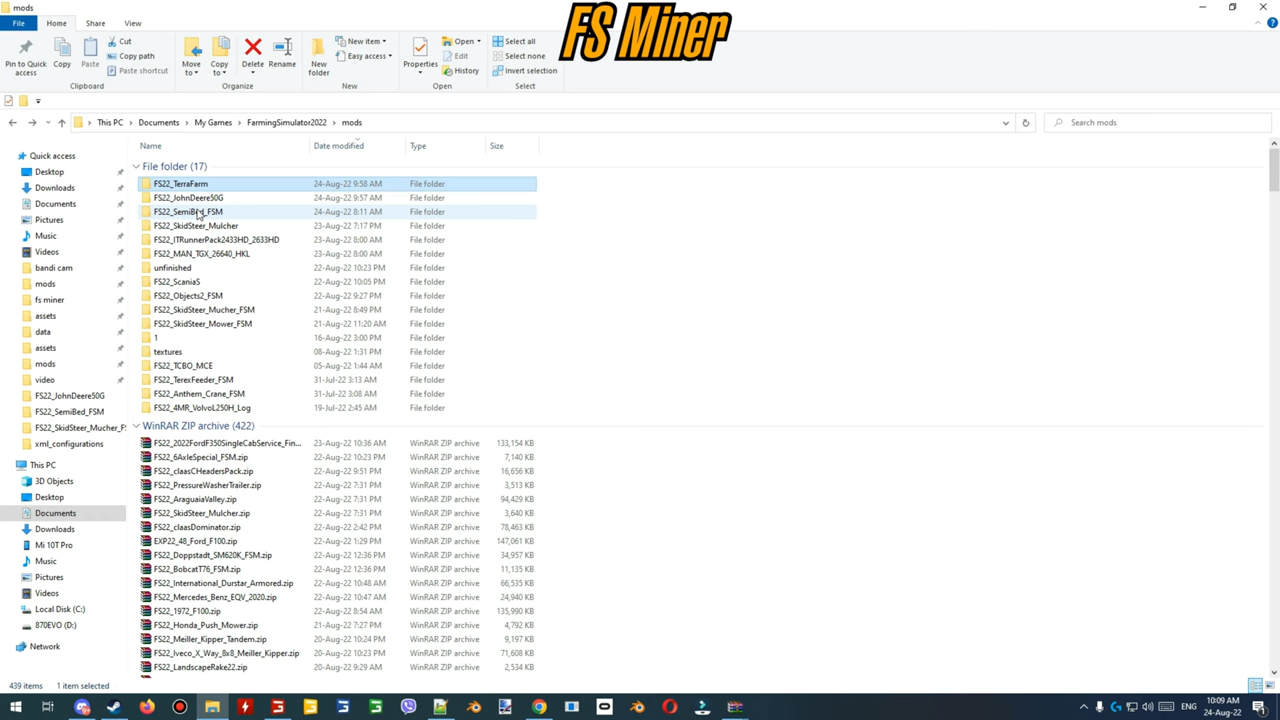 mods
FS Miner
File Home Share View
Pin to Quick access
Copy
Paste
Cut
Copy path
Paste shortcut
Clipboard
Move to
Copy to
Delete
Rename
Organize
New folder
New item
Easy access
New
Properties
Open
Edit
History
Open
Select all
Select none
Invert selection
Select
This PC Documents My Games FarmingSimulator2022 mods
Search mods
Quick access
Desktop
Downloads
Documents
Pictures
Music
Videos
bandi cam
mods
fs miner
assets
data
assets
mods
video
FS22_JohnDeere50G
FS22_SemiBed_FSM
FS22_SkidSteer_Mucher_F
xml_configurations
This PC
3D Objects
Desktop
Documents
Downloads
Mi 10T Pro
Music
Pictures
Videos
Local Disk (C:)
870EVO (D:)
Network
Name Date modified Type Size
File folder (17)
FS22_TerraFarm 24-Aug-22 9:58 AM File folder
FS22_JohnDeere50G 24-Aug-22 9:57 AM File folder
FS22_SemiBed_FSM 24-Aug-22 8:11 AM File folder
FS22_SkidSteer_Mulcher 23-Aug-22 7:17 PM File folder
FS22_ITRunnerPack2433HD_2633HD 23-Aug-22 8:00 AM File folder
FS22_MAN_TGX_26640_HKL 23-Aug-22 8:00 AM File folder
unfinished 22-Aug-22 10:23 PM File folder
FS22_ScaniaS 22-Aug-22 10:05 PM File folder
FS22_Objects2_FSM 22-Aug-22 9:27 PM File folder
FS22_SkidSteer_Mucher_FSM 21-Aug-22 8:49 PM File folder
FS22_SkidSteer_Mower_FSM 21-Aug-22 11:20 AM File folder
1 16-Aug-22 3:00 PM File folder
textures 08-Aug-22 1:31 PM File folder
FS22_TCBO_MCE 05-Aug-22 1:44 AM File folder
FS22_TerexFeeder_FSM 31-Jul-22 3:13 AM File folder
FS22_Anthem_Crane_FSM 31-Jul-22 3:08 AM File folder
FS22_4MR_VolvoL250H_Log 19-Jul-22 2:45 AM File folder
WinRAR ZIP archive (422)
FS22_2022FordF350SingleCabService_Fin... 23-Aug-22 10:36 AM WinRAR ZIP archive 133,154 KB
FS22_6AxleSpecial_FSM.zip 22-Aug-22 10:23 PM WinRAR ZIP archive 7,140 KB
FS22_claasCHeadersPack.zip 22-Aug-22 9:51 PM WinRAR ZIP archive 16,656 KB
FS22_PressureWasherTrailer.zip 22-Aug-22 7:31 PM WinRAR ZIP archive 3,513 KB
FS22_AraguaiaValley.zip 22-Aug-22 7:31 PM WinRAR ZIP archive 94,429 KB
FS22_SkidSteer_Mulcher.zip 22-Aug-22 7:31 PM WinRAR ZIP archive 3,640 KB
FS22_claasDominator.zip 22-Aug-22 2:42 PM WinRAR ZIP archive 78,463 KB
EXP22_48_Ford_F100.zip 22-Aug-22 1:29 PM WinRAR ZIP archive 147,061 KB
FS22_Doppstadt_SM620K_FSM.zip 22-Aug-22 12:36 PM WinRAR ZIP archive 34,957 KB
FS22_BobcatT76_FSM.zip 22-Aug-22 12:36 PM WinRAR ZIP archive 11,135 KB
FS22_International_Durstar_Armored.zip 22-Aug-22 10:48 AM WinRAR ZIP archive 66,535 KB
FS22_Mercedes_Benz_EQV_2020.zip 22-Aug-22 10:47 AM WinRAR ZIP archive 24,940 KB
FS22_1972_F100.zip 22-Aug-22 8:54 AM WinRAR ZIP archive 135,990 KB
FS22_Honda_Push_Mower.zip 21-Aug-22 7:27 PM WinRAR ZIP archive 4,792 KB
FS22_Meiller_Kipper_Tandem.zip 20-Aug-22 10:24 PM WinRAR ZIP archive 9,197 KB
FS22_Iveco_X_Way_8x8_Meiller_Kipper.zip 20-Aug-22 10:23 PM WinRAR ZIP archive 71,608 KB
FS22_LandscapeRake22.zip 20-Aug-22 9:29 AM WinRAR ZIP archive 2,534 KB
439 items 1 item selected
10:09 AM
24-Aug-22